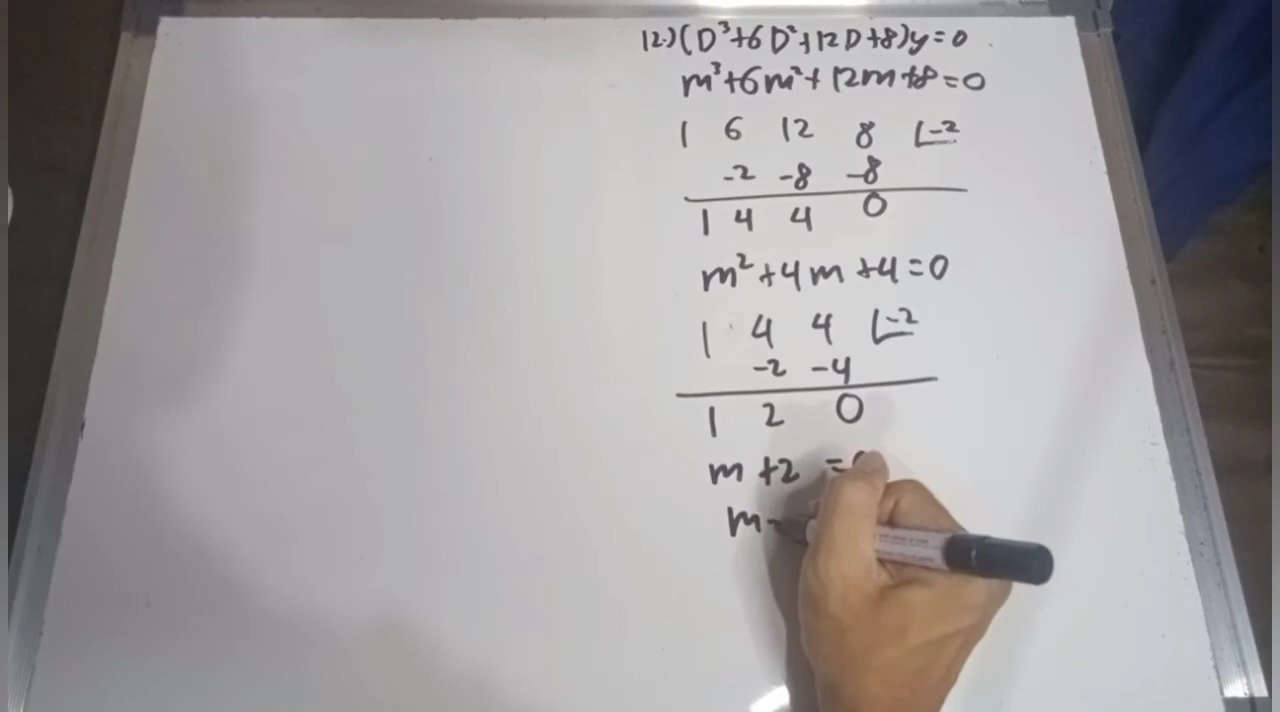 12.) (D³+6D²+12D+8)y=0
m³+6m²+12m+8=0
1 6 12 8 |-2
-2 -8 -8
1 4 4 0
m²+4m+4=0
1 4 4 |-2
-2 -4
1 2 0
m+2 =
m